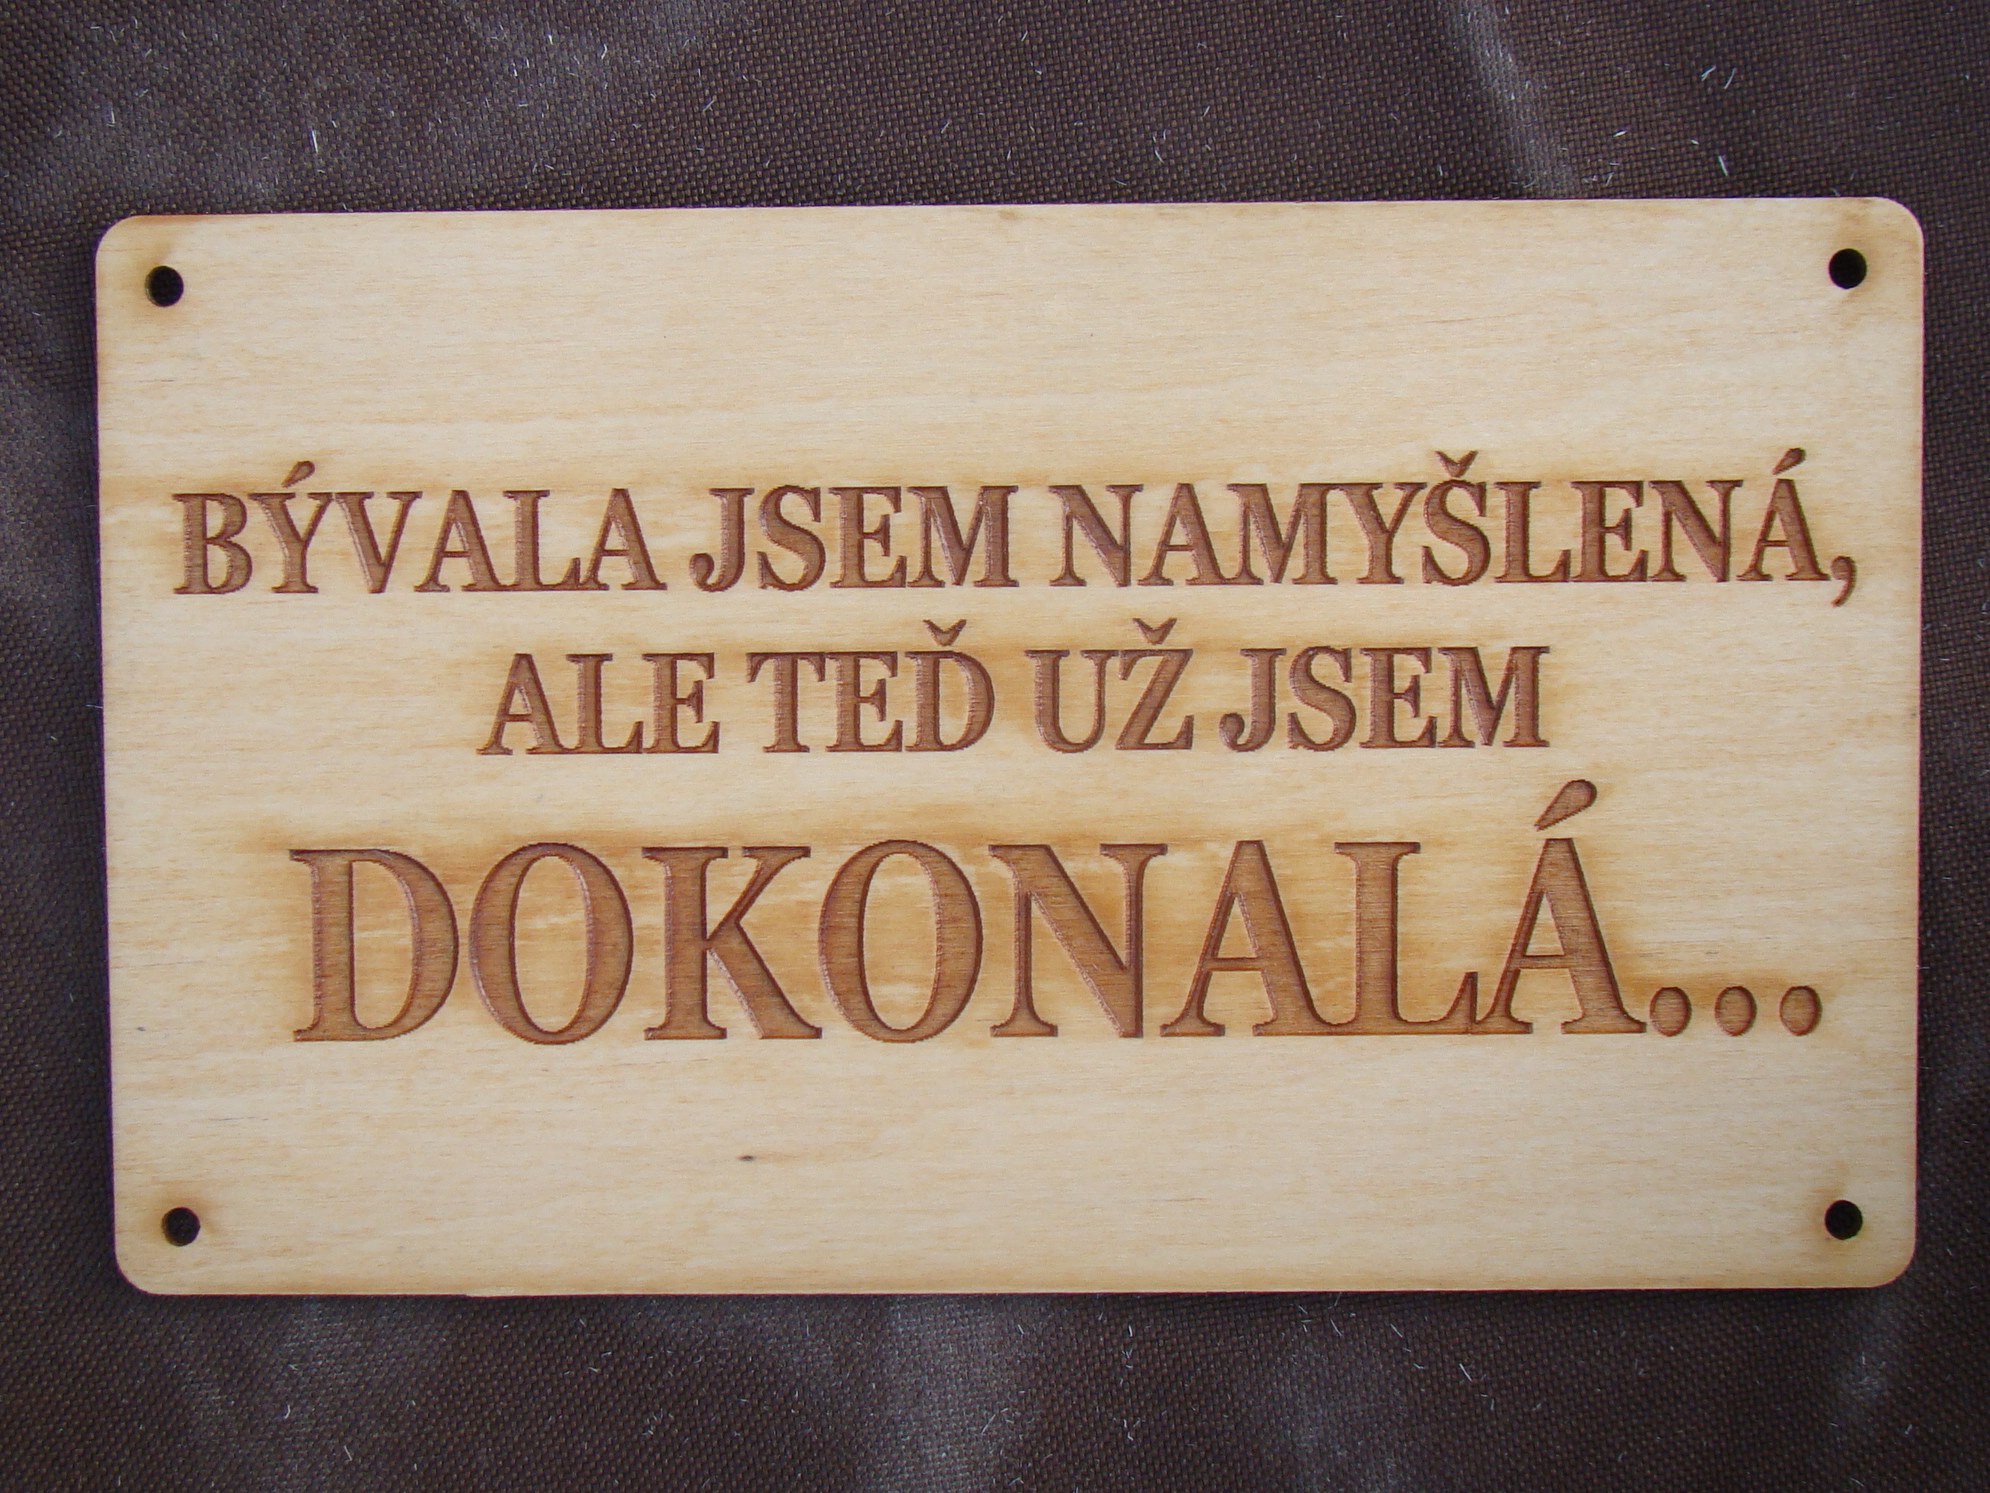 BÝVALA JSEM NAMYŠLENÁ,
ALE TEĎ UŽ JSEM
DOKONALÁ...